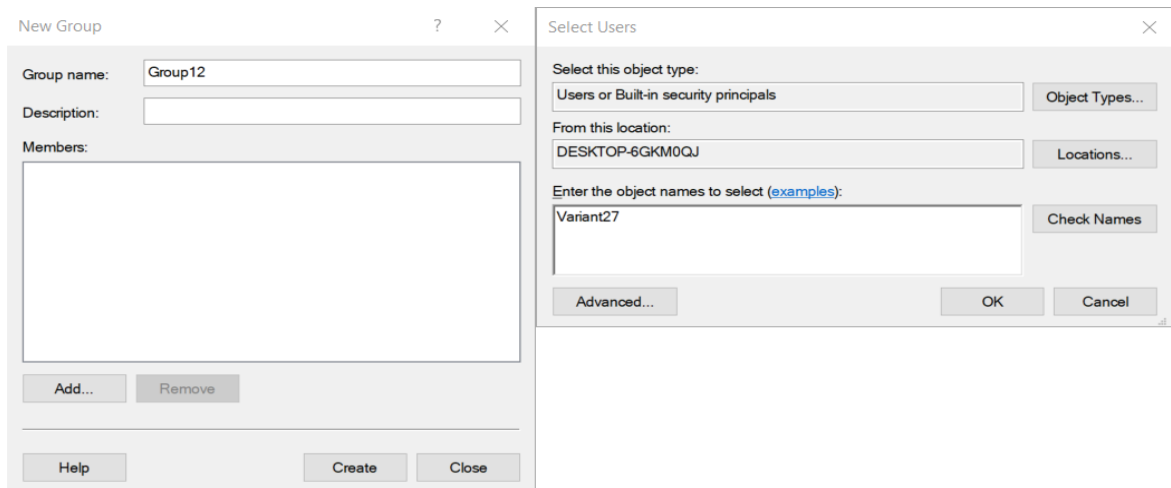 New Group
?
Group name:
Group12
Description:
Members:
Add...
Remove
Help
Create
Close
Select Users
Select this object type:
Users or Built-in security principals
Object Types...
From this location:
DESKTOP-6GKM0QJ
Locations...
Enter the object names to select (examples):
Variant27
Check Names
Advanced...
OK
Cancel